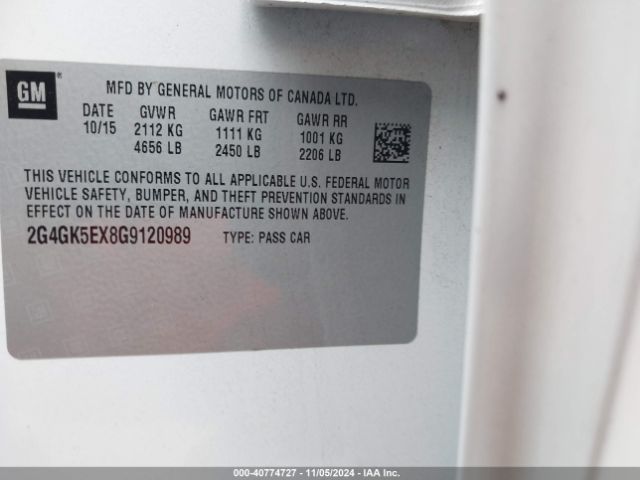 GM
MFD BY GENERAL MOTORS OF CANADA LTD.
DATE GVWR GAWR FRT GAWR RR
10/15 2112 KG 1111 KG 1001 KG
4656 LB 2450 LB 2206 LB
THIS VEHICLE CONFORMS TO ALL APPLICABLE U.S. FEDERAL MOTOR
VEHICLE SAFETY, BUMPER, AND THEFT PREVENTION STANDARDS IN
EFFECT ON THE DATE OF MANUFACTURE SHOWN ABOVE.
2G4GK5EX8G9120989 TYPE: PASS CAR
000-40774727 - 11/05/2024 - IAAI.COM